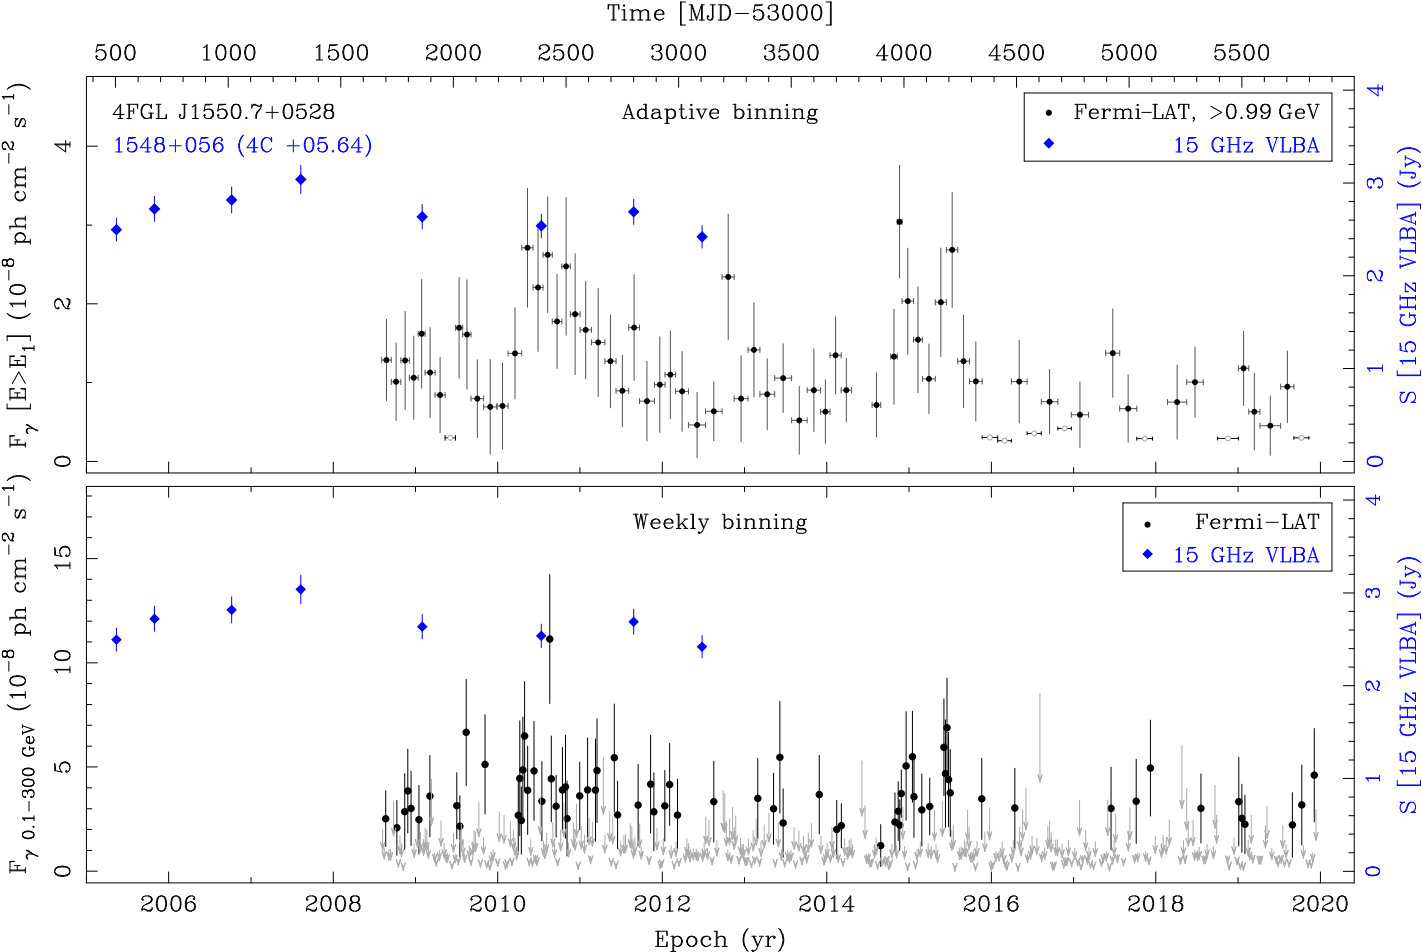 Time [MJD−53000]
500 1000 1500 2000 2500 3000 3500 4000 4500 5000 5500
4FGL J1550.7+0528
1548+056 (4C +05.64)
Adaptive binning
Fermi−LAT, >0.99 GeV
15 GHz VLBA
F_γ [E>E_1] (10^−8 ph cm^−2 s^−1)
4
2
0
S [15 GHz VLBA] (Jy)
4
3
2
1
0
Weekly binning
Fermi−LAT
15 GHz VLBA
F_γ 0.1−300 GeV (10^−8 ph cm^−2 s^−1)
15
10
5
0
S [15 GHz VLBA] (Jy)
4
3
2
1
0
2006 2008 2010 2012 2014 2016 2018 2020
Epoch (yr)